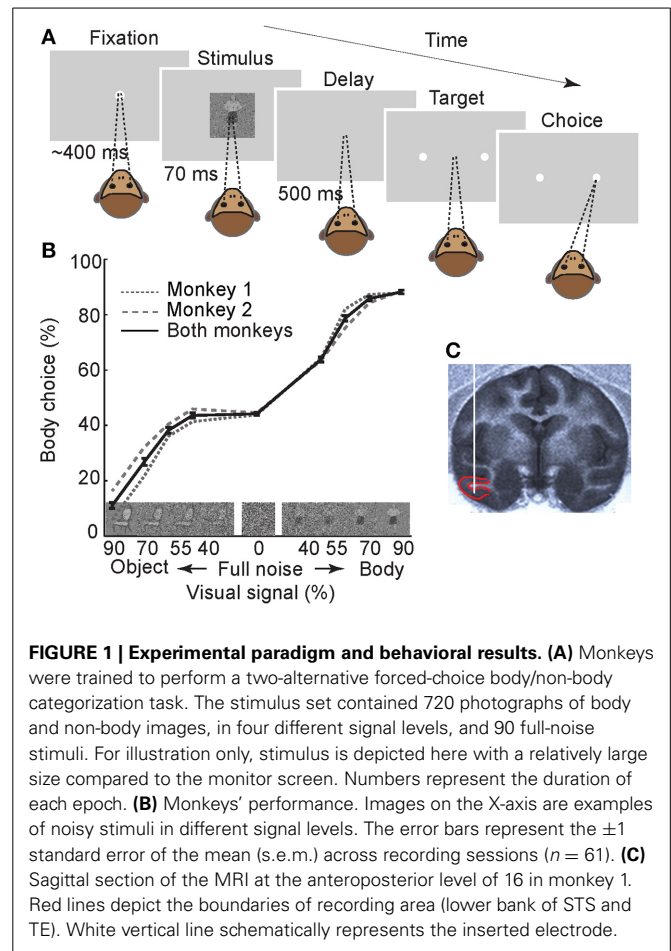 A
Fixation
Time
Stimulus
Delay
Target
Choice
~400 ms
70 ms
500 ms
B
100
80
60
40
20
0
Body choice (%)
Monkey 1
Monkey 2
Both monkeys
90 70 55 40 0 40 55 70 90
Object Full noise Body
Visual signal (%)
C
FIGURE 1 | Experimental paradigm and behavioral results. (A) Monkeys
were trained to perform a two-alternative forced-choice body/non-body
categorization task. The stimulus set contained 720 photographs of body
and non-body images, in four different signal levels, and 90 full-noise
stimuli. For illustration only, stimulus is depicted here with a relatively large
size compared to the monitor screen. Numbers represent the duration of
each epoch. (B) Monkeys' performance. Images on the X-axis are examples
of noisy stimuli in different signal levels. The error bars represent the ±1
standard error of the mean (s.e.m.) across recording sessions (n = 61). (C)
Sagittal section of the MRI at the anteroposterior level of 16 in monkey 1.
Red lines depict the boundaries of recording area (lower bank of STS and
TE). White vertical line schematically represents the inserted electrode.